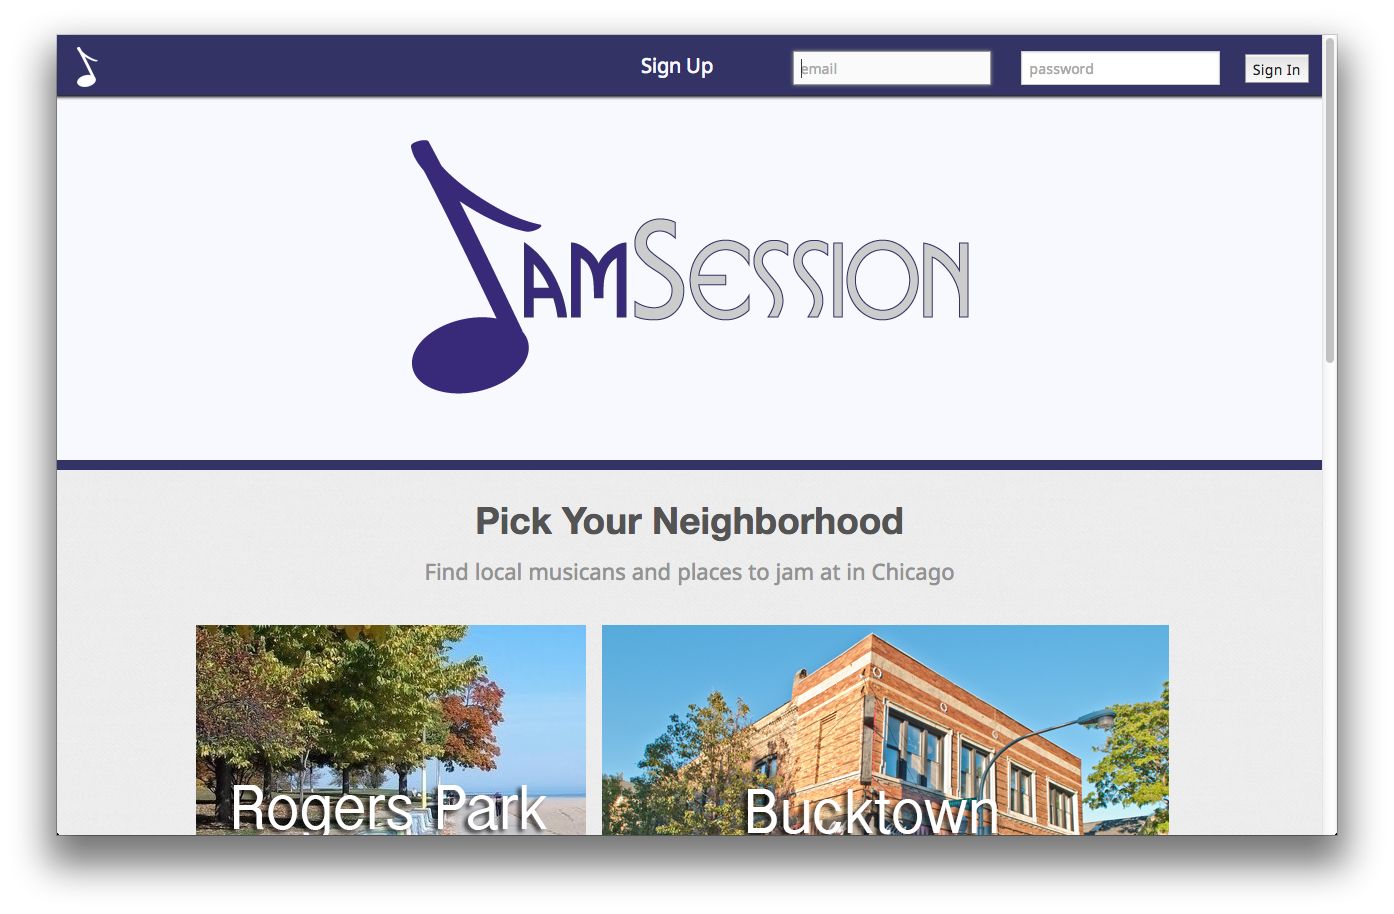 Sign Up email password Sign In
JamSession
Pick Your Neighborhood
Find local musicans and places to jam at in Chicago
Rogers Park Bucktown